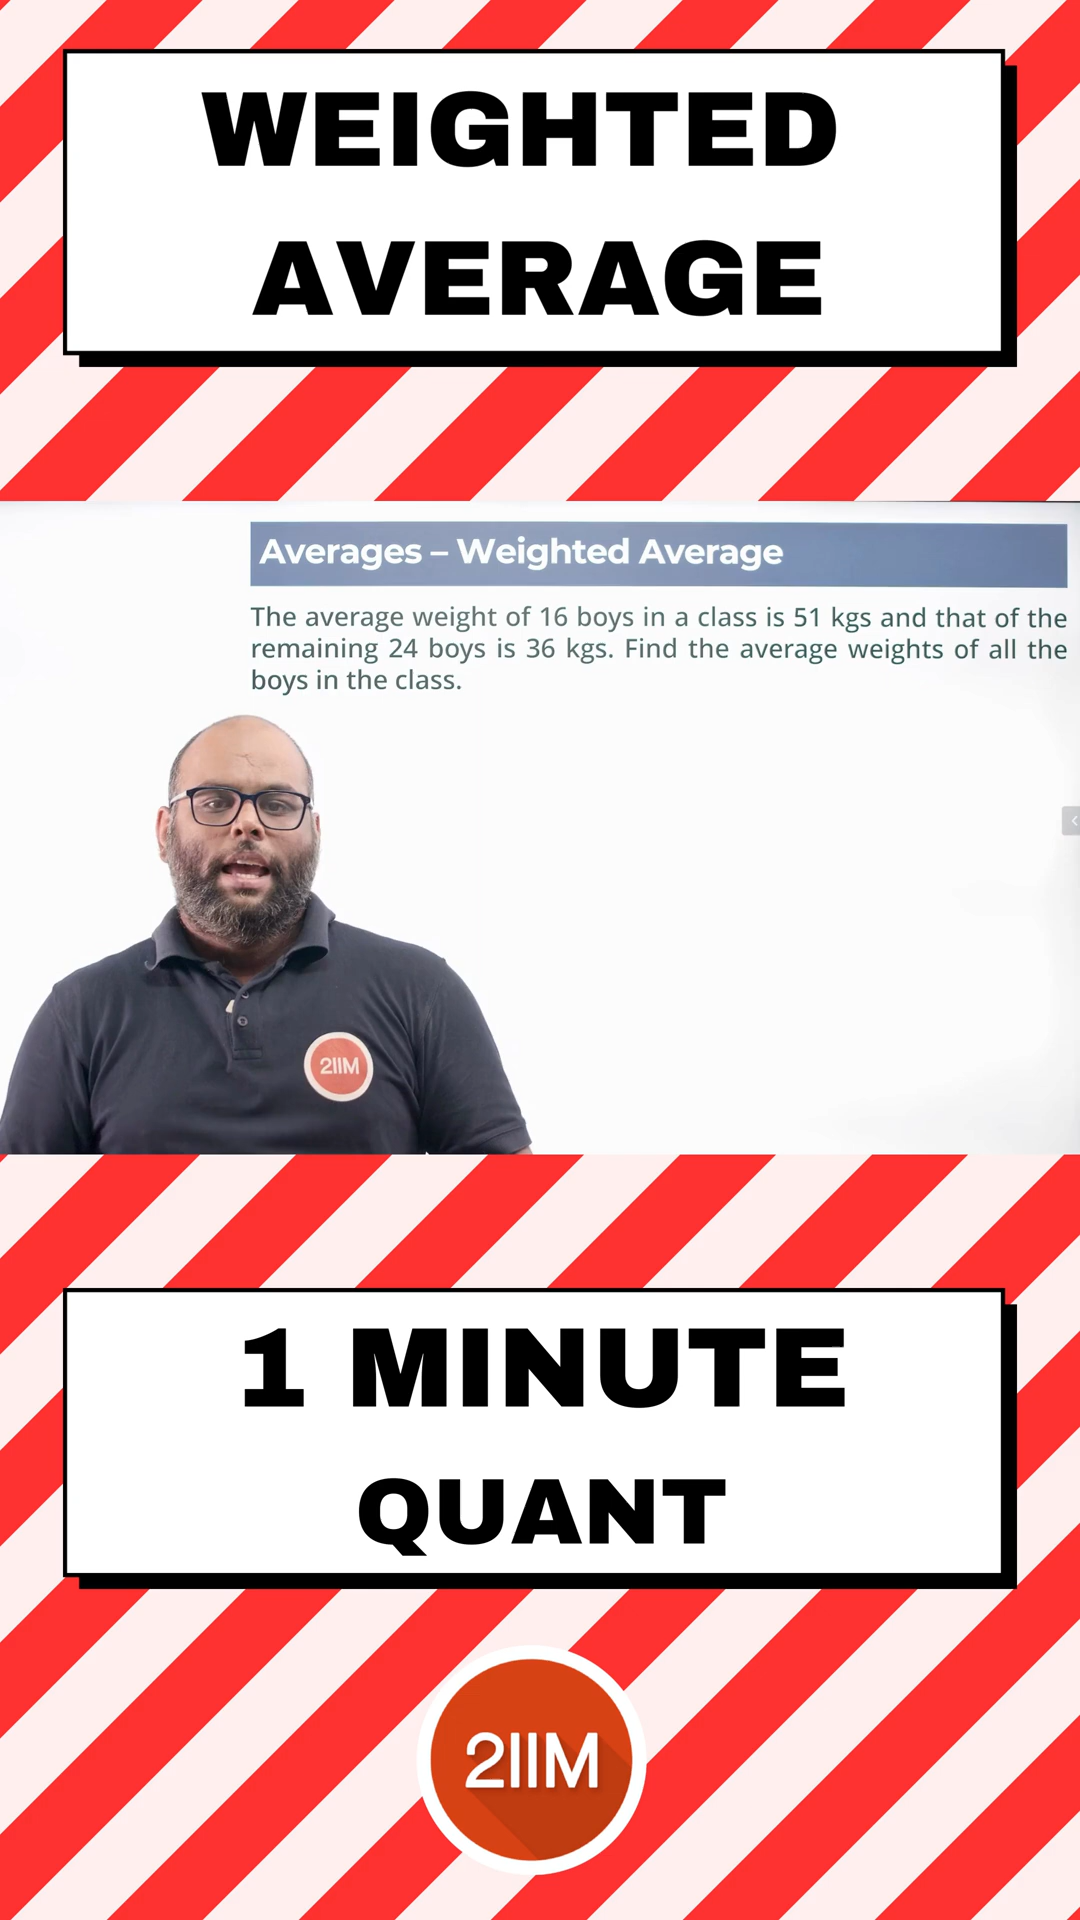 WEIGHTED
AVERAGE
Averages – Weighted Average
The average weight of 16 boys in a class is 51 kgs and that of the
remaining 24 boys is 36 kgs. Find the average weights of all the
boys in the class.
2IIM
1 MINUTE
QUANT
2IIM